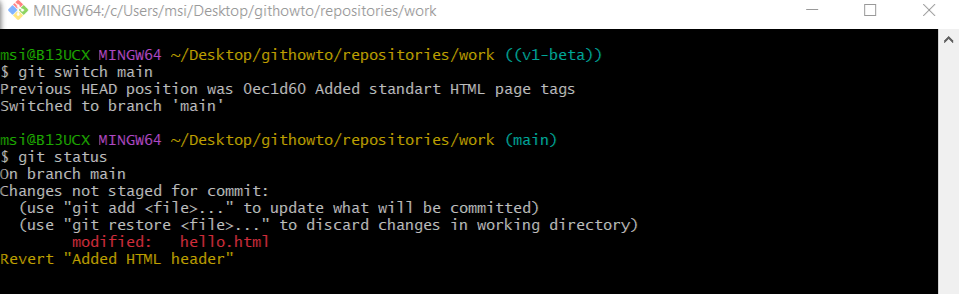 MINGW64:/c/Users/msi/Desktop/githowto/repositories/work
msi@B13UCX MINGW64 ~/Desktop/githowto/repositories/work ((v1-beta))
$ git switch main
Previous HEAD position was 0ec1d60 Added standart HTML page tags
Switched to branch 'main'
msi@B13UCX MINGW64 ~/Desktop/githowto/repositories/work (main)
$ git status
On branch main
Changes not staged for commit:
  (use "git add <file>..." to update what will be committed)
  (use "git restore <file>..." to discard changes in working directory)
        modified:   hello.html
Revert "Added HTML header"